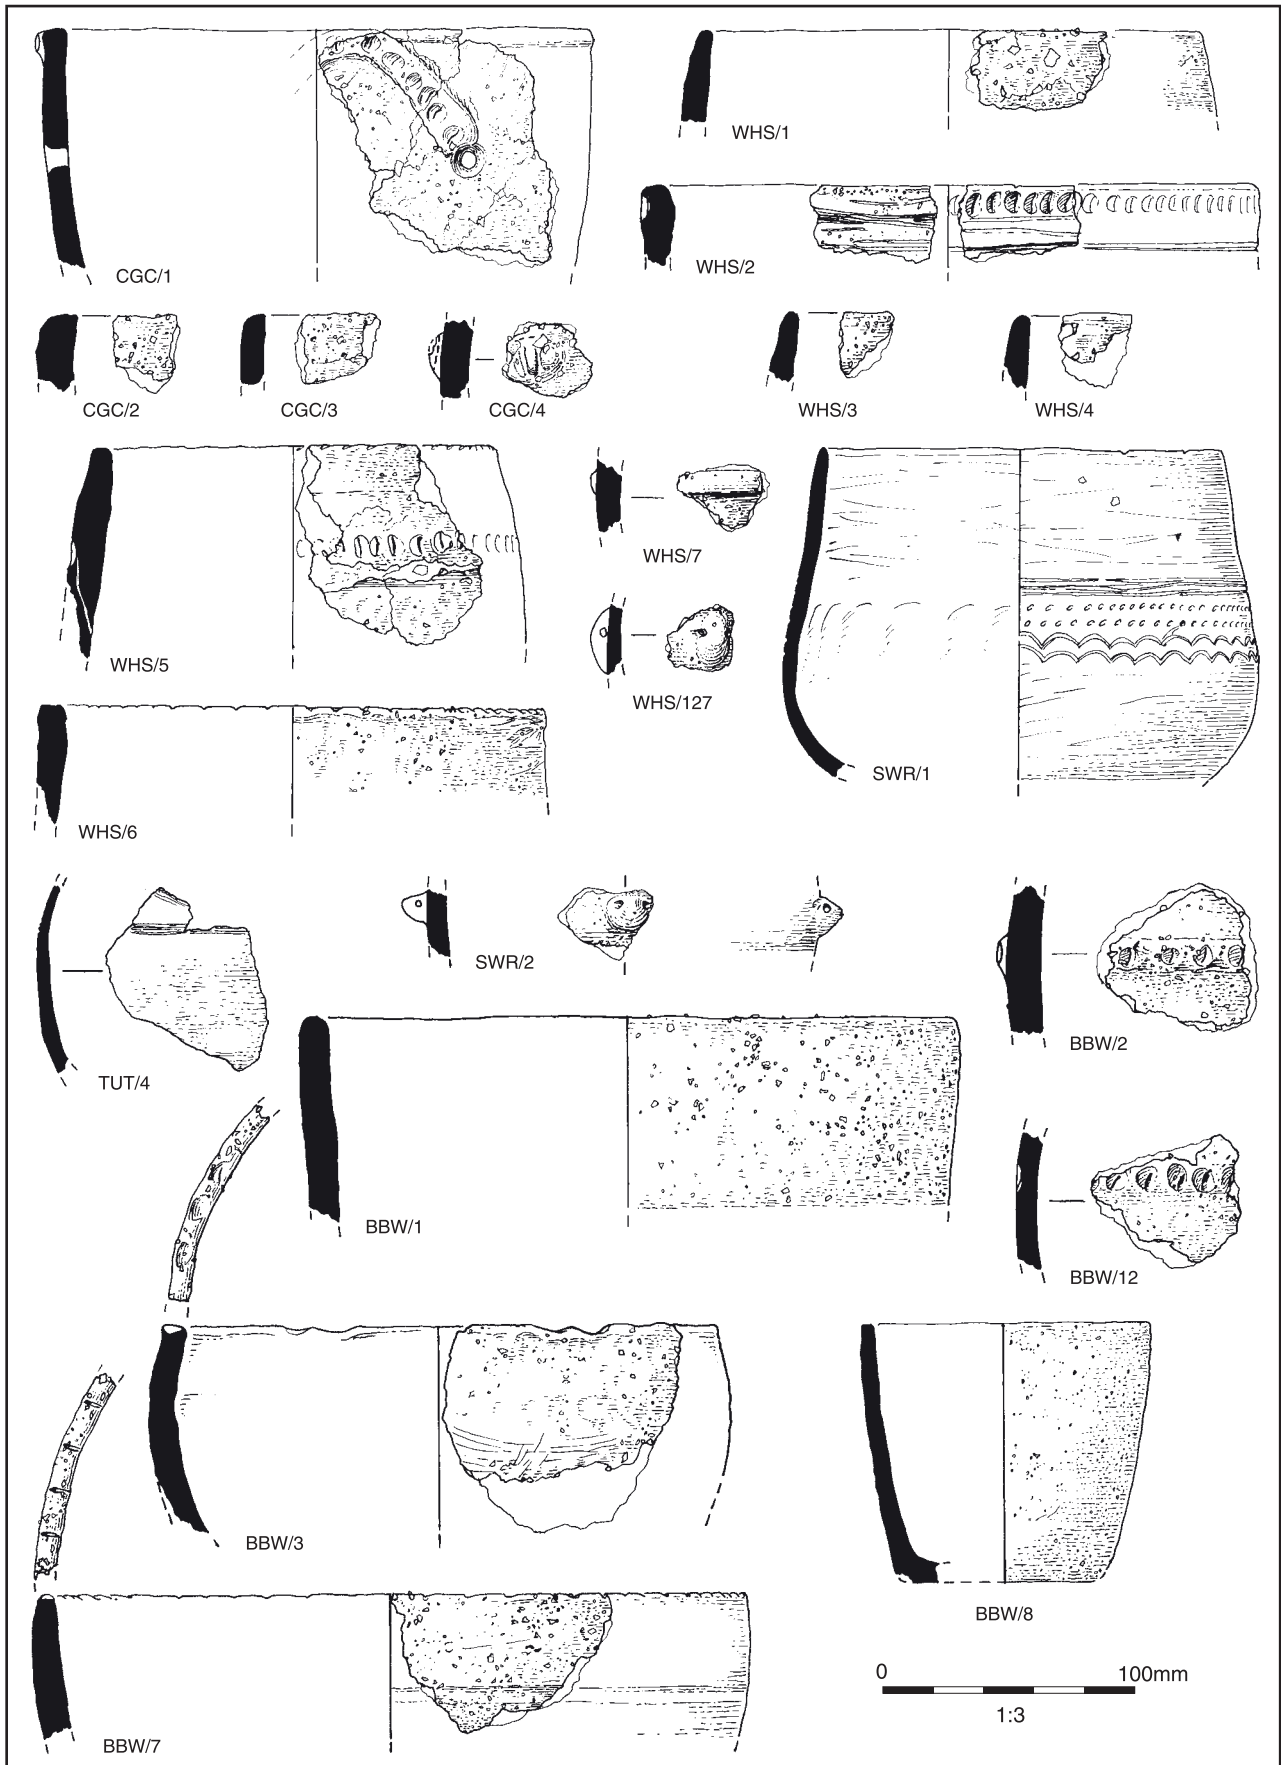 CGC/1
WHS/1
WHS/2
CGC/2
CGC/3
CGC/4
WHS/3
WHS/4
WHS/5
WHS/7
WHS/127
SWR/1
WHS/6
TUT/4
SWR/2
BBW/2
BBW/1
BBW/12
BBW/3
BBW/8
BBW/7
0 100mm
1:3